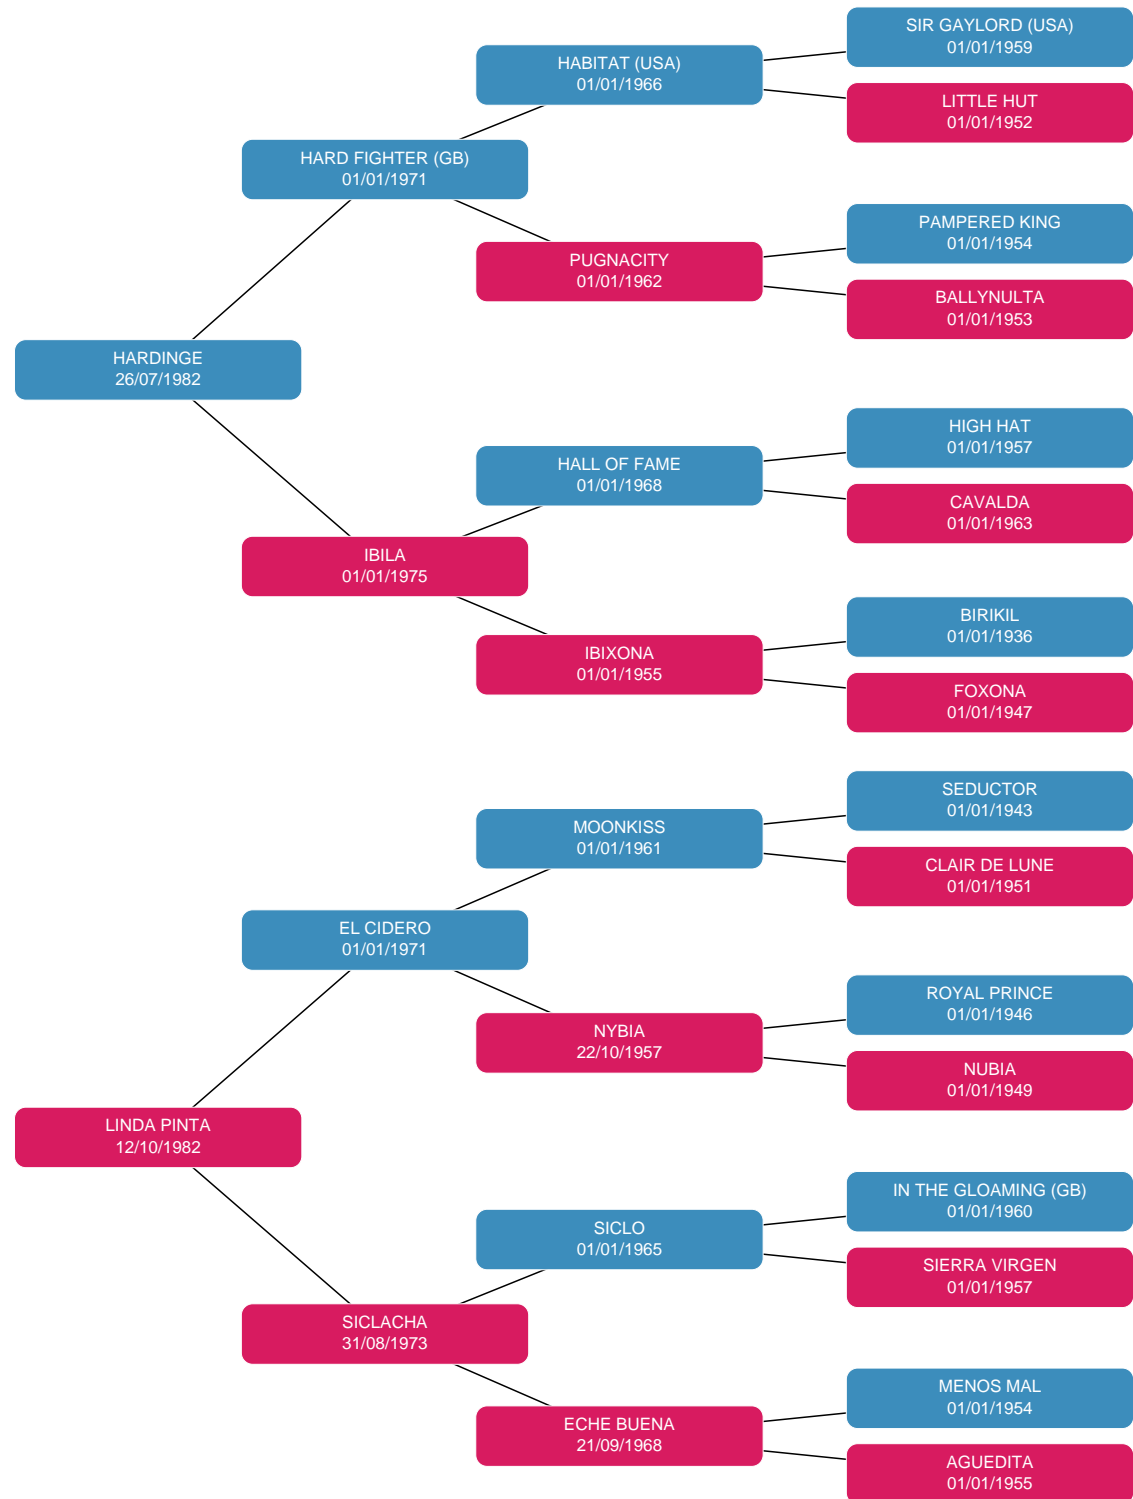 SIR GAYLORD (USA)
01/01/1959
HABITAT (USA)
01/01/1966
LITTLE HUT
01/01/1952
HARD FIGHTER (GB)
01/01/1971
PAMPERED KING
01/01/1954
PUGNACITY
01/01/1962
BALLYNULTA
01/01/1953
HARDINGE
26/07/1982
HIGH HAT
01/01/1957
HALL OF FAME
01/01/1968
CAVALDA
01/01/1963
IBILA
01/01/1975
BIRIKIL
01/01/1936
IBIXONA
01/01/1955
FOXONA
01/01/1947
SEDUCTOR
01/01/1943
MOONKISS
01/01/1961
CLAIR DE LUNE
01/01/1951
EL CIDERO
01/01/1971
ROYAL PRINCE
01/01/1946
NYBIA
22/10/1957
NUBIA
01/01/1949
LINDA PINTA
12/10/1982
IN THE GLOAMING (GB)
01/01/1960
SICLO
01/01/1965
SIERRA VIRGEN
01/01/1957
SICLACHA
31/08/1973
MENOS MAL
01/01/1954
ECHE BUENA
21/09/1968
AGUEDITA
01/01/1955